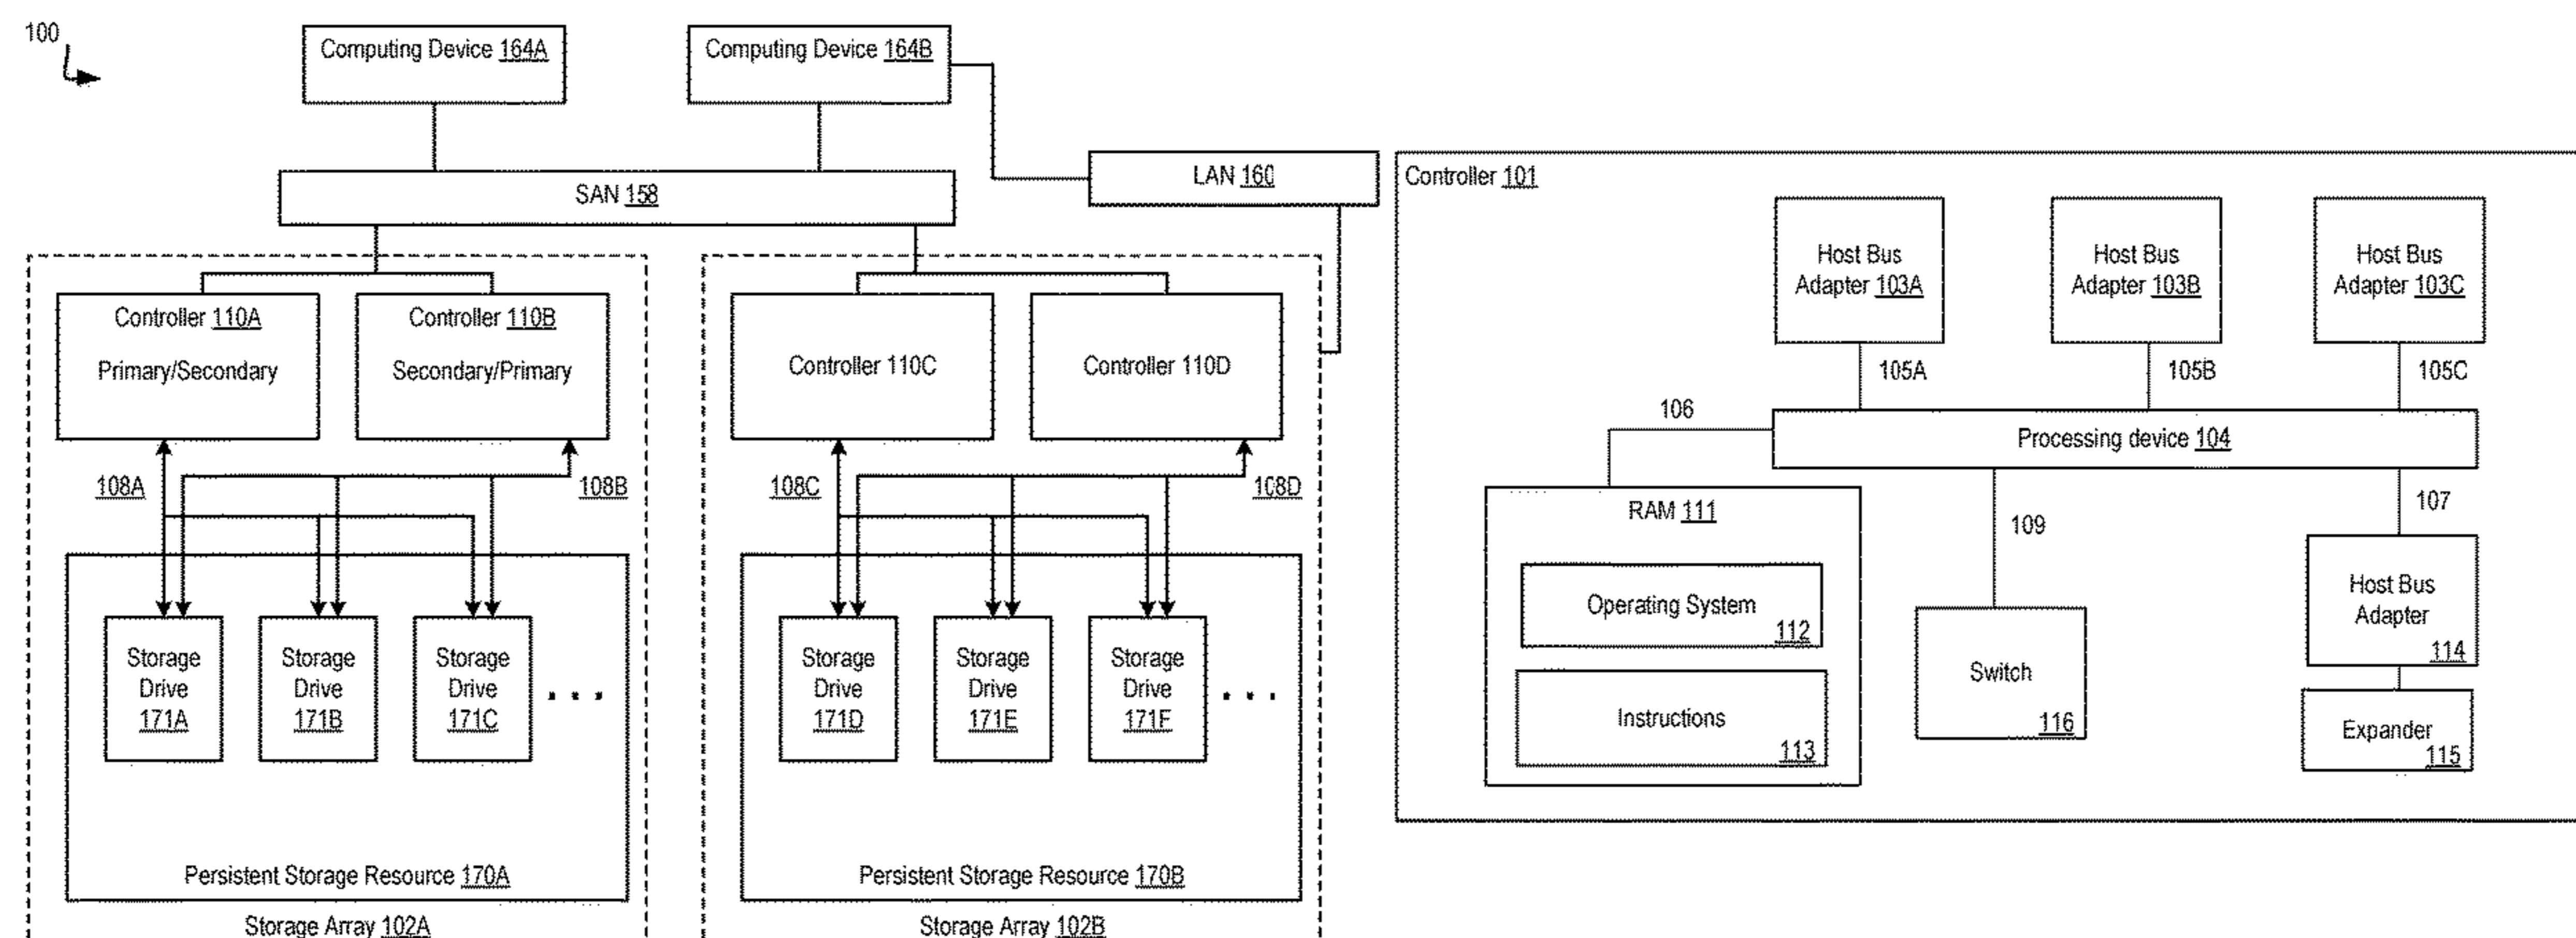 100
Computing Device 164A
Computing Device 164B
SAN 158
LAN 160
Controller 110A
Primary/Secondary
Controller 110B
Secondary/Primary
Controller 110C
Controller 110D
108A
108B
108C
108D
Storage
Drive
171A
Storage
Drive
171B
Storage
Drive
171C
...
Storage
Drive
171D
Storage
Drive
171E
Storage
Drive
171F
...
Persistent Storage Resource 170A
Persistent Storage Resource 170B
Storage Array 102A
Storage Array 102B
Controller 101
Host Bus
Adapter 103A
Host Bus
Adapter 103B
Host Bus
Adapter 103C
105A
105B
105C
106
Processing device 104
RAM 111
109
107
Operating System
112
Instructions
113
Switch
116
Host Bus
Adapter
114
Expander
115